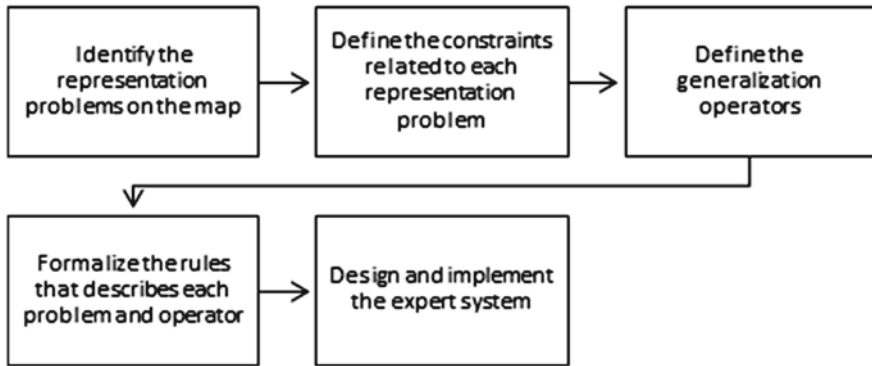 Identify the
representation
problems on the map
Define the constraints
related to each
representation
problem
Define the
generalization
operators
Formalize the rules
that describes each
problem and operator
Design and implement
the expert system